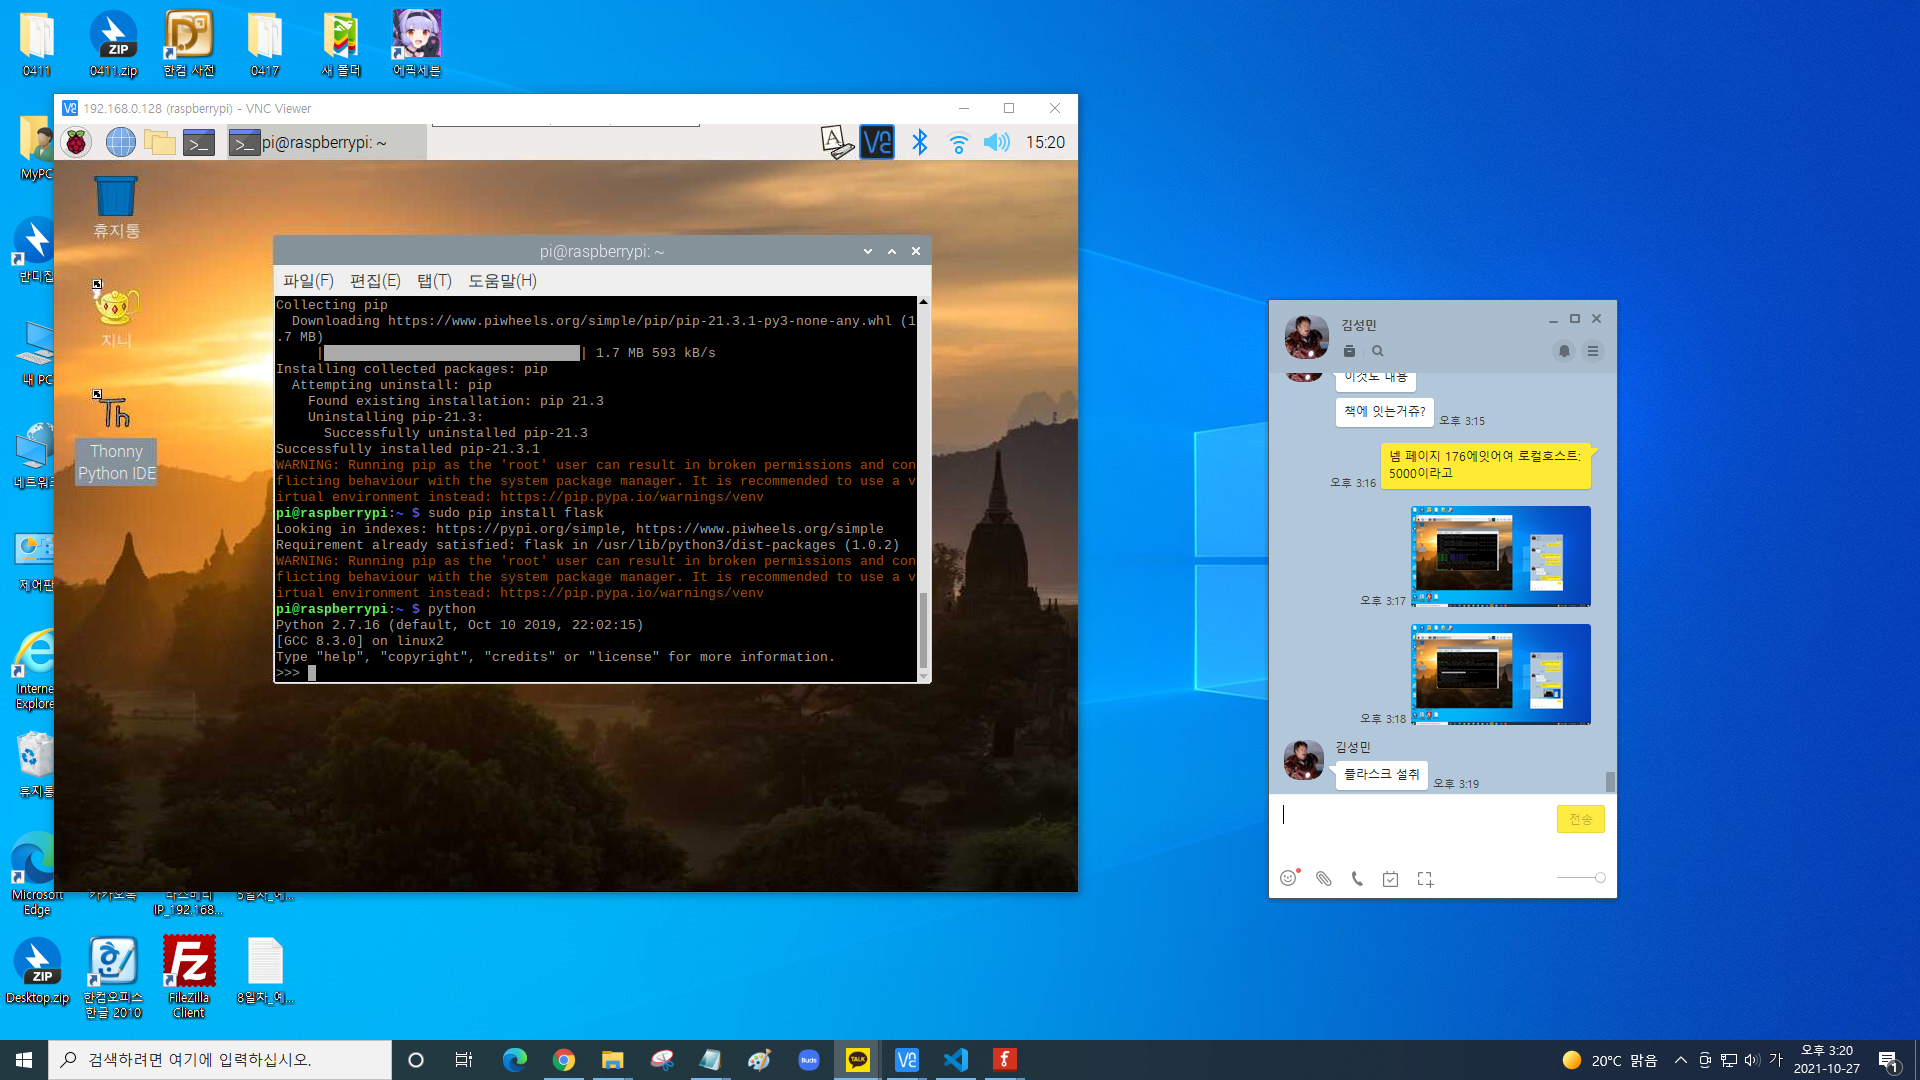 0411
0411.zip
한컴 사전
0417
새 폴더
에픽세븐
192.168.0.128 (raspberrypi) - VNC Viewer
pi@raspberrypi: ~
15:20
MyPC
휴지통
반디집
지니
내 PC
Thonny
Python IDE
네트워크
제어판
Interne
Explore
휴지통
Microsoft
Edge
카카오톡
IP_192.168...
5일차_예...
Desktop.zip
한컴오피스
한글 2010
FileZilla
Client
8일차_예...
pi@raspberrypi: ~
파일(F) 편집(E) 탭(T) 도움말(H)
Collecting pip
Downloading https://www.piwheels.org/simple/pip/pip-21.3.1-py3-none-any.whl (1
.7 MB)
|████████████████████████████████| 1.7 MB 593 kB/s
Installing collected packages: pip
Attempting uninstall: pip
Found existing installation: pip 21.3
Uninstalling pip-21.3:
Successfully uninstalled pip-21.3
Successfully installed pip-21.3.1
WARNING: Running pip as the 'root' user can result in broken permissions and con
flicting behaviour with the system package manager. It is recommended to use a v
irtual environment instead: https://pip.pypa.io/warnings/venv
pi@raspberrypi:~ $ sudo pip install flask
Looking in indexes: https://pypi.org/simple, https://www.piwheels.org/simple
Requirement already satisfied: flask in /usr/lib/python3/dist-packages (1.0.2)
WARNING: Running pip as the 'root' user can result in broken permissions and con
flicting behaviour with the system package manager. It is recommended to use a v
irtual environment instead: https://pip.pypa.io/warnings/venv
pi@raspberrypi:~ $ python
Python 2.7.16 (default, Oct 10 2019, 22:02:15)
[GCC 8.3.0] on linux2
Type "help", "copyright", "credits" or "license" for more information.
>>>
김성민
이것도 내용
책에 잇는거쥬?
오후 3:15
넴 페이지 176에잇어여 로컬호스트:
5000이라고
오후 3:16
오후 3:17
오후 3:18
김성민
플라스크 설취
오후 3:19
전송
검색하려면 여기에 입력하십시오.
Buds
TALK
20°C 맑음
가
오후 3:20
2021-10-27
1